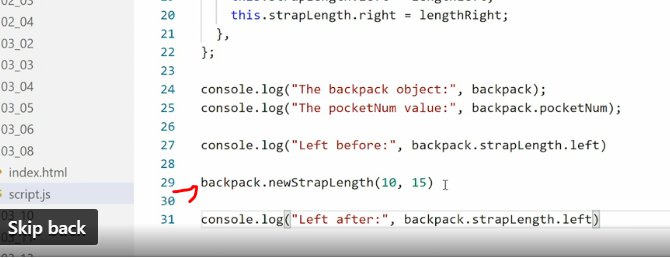 02_03
02_04
03_03
03_04
03_05
03_06
03_08
index.html
script.js
03_10
Skip back
20 this.strapLength.right = lengthRight;
21 },
22 };
23
24 console.log("The backpack object:", backpack);
25 console.log("The pocketNum value:", backpack.pocketNum);
26
27 console.log("Left before:", backpack.strapLength.left)
28
29 backpack.newStrapLength(10, 15)
30
31 console.log("Left after:", backpack.strapLength.left)